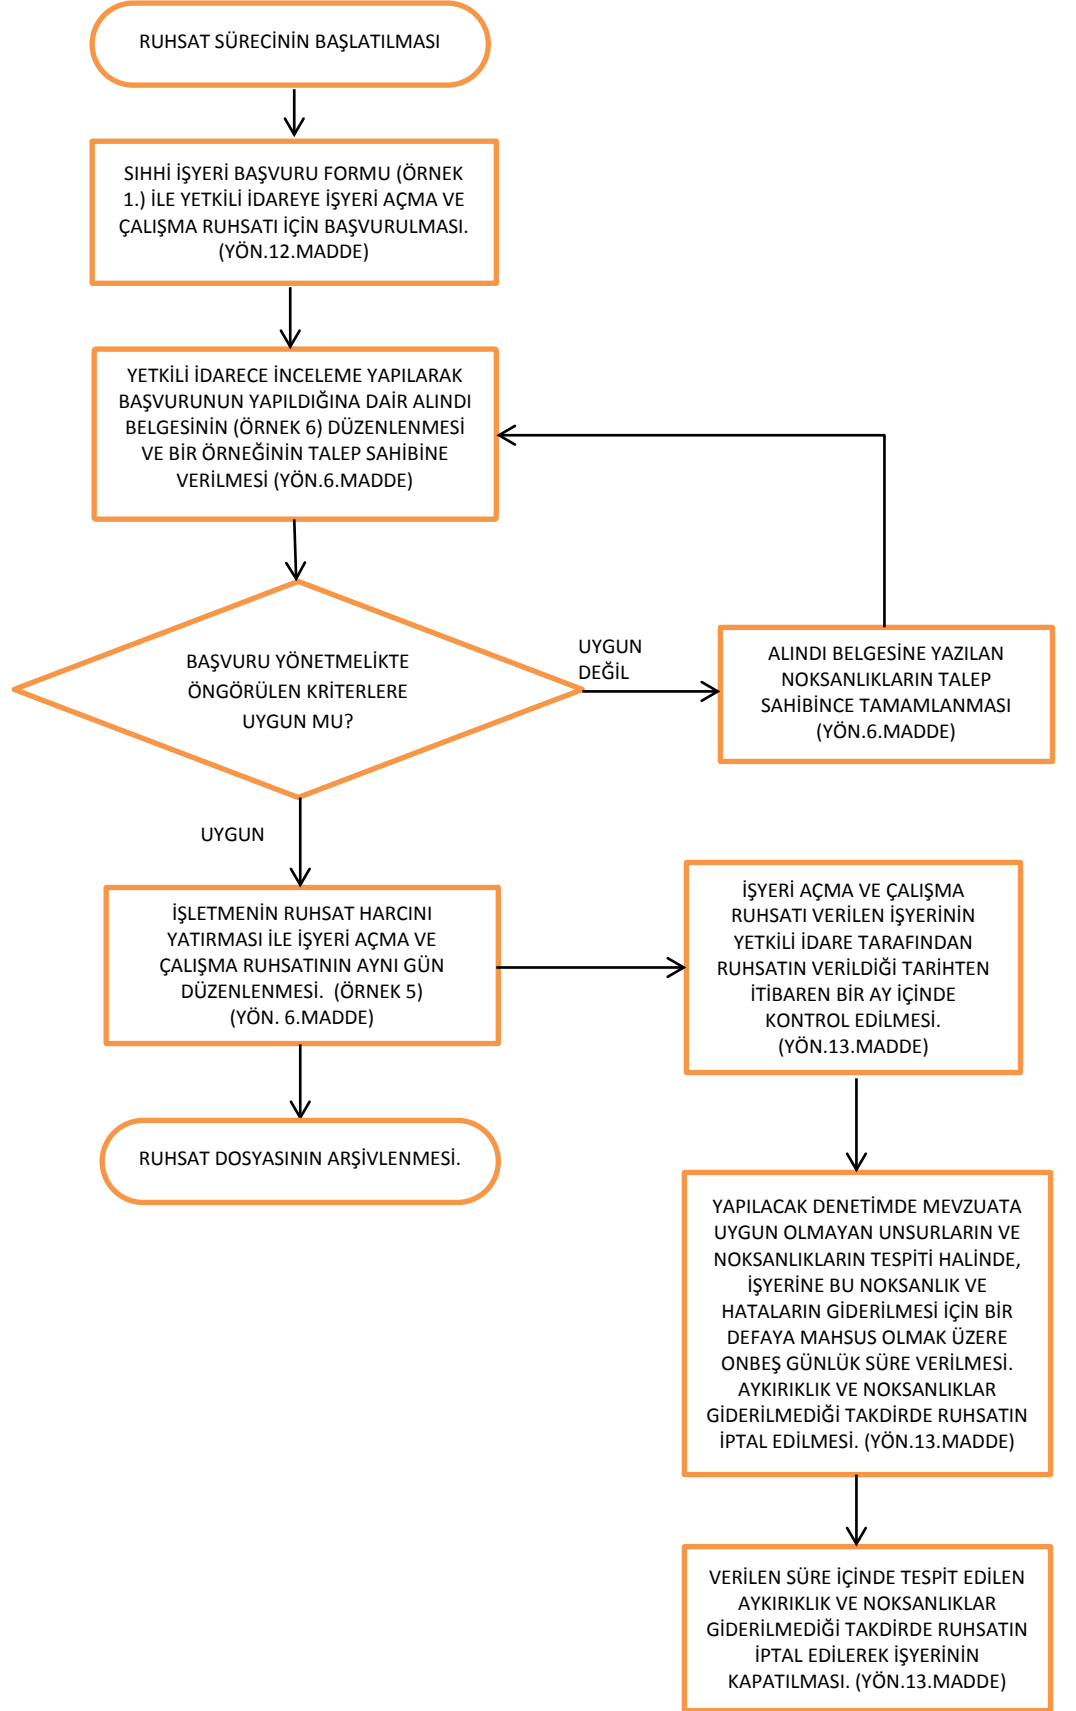 RUHSAT SÜRECİNİN BAŞLATILMASI
SIHHİ İŞYERİ BAŞVURU FORMU (ÖRNEK
1.) İLE YETKİLİ İDAREYE İŞYERİ AÇMA VE
ÇALIŞMA RUHSATI İÇİN BAŞVURULMASI.
(YÖN.12.MADDE)
YETKİLİ İDARECE İNCELEME YAPILARAK
BAŞVURUNUN YAPILDIĞINA DAİR ALINDI
BELGESİNİN (ÖRNEK 6) DÜZENLENMESİ
VE BİR ÖRNEĞİNİN TALEP SAHİBİNE
VERİLMESİ (YÖN.6.MADDE)
BAŞVURU YÖNETMELİKTE
ÖNGÖRÜLEN KRİTERLERE
UYGUN MU?
UYGUN
DEĞİL
ALINDI BELGESİNE YAZILAN
NOKSANLIKLARIN TALEP
SAHİBİNCE TAMAMLANMASI
(YÖN.6.MADDE)
UYGUN
İŞLETMENİN RUHSAT HARCINI
YATIRMASI İLE İŞYERİ AÇMA VE
ÇALIŞMA RUHSATININ AYNI GÜN
DÜZENLENMESİ.  (ÖRNEK 5)
(YÖN. 6.MADDE)
İŞYERİ AÇMA VE ÇALIŞMA
RUHSATI VERİLEN İŞYERİNİN
YETKİLİ İDARE TARAFINDAN
RUHSATIN VERİLDİĞİ TARİHTEN
İTİBAREN BİR AY İÇİNDE
KONTROL EDİLMESİ.
(YÖN.13.MADDE)
RUHSAT DOSYASININ ARŞİVLENMESİ.
YAPILACAK DENETİMDE MEVZUATA
UYGUN OLMAYAN UNSURLARIN VE
NOKSANLIKLARIN TESPİTİ HALİNDE,
İŞYERİNE BU NOKSANLIK VE
HATALARIN GİDERİLMESİ İÇİN BİR
DEFAYA MAHSUS OLMAK ÜZERE
ONBEŞ GÜNLÜK SÜRE VERİLMESİ.
AYKIRIKLIK VE NOKSANLIKLAR
GİDERİLMEDİĞİ TAKDİRDE RUHSATIN
İPTAL EDİLMESİ. (YÖN.13.MADDE)
VERİLEN SÜRE İÇİNDE TESPİT EDİLEN
AYKIRIKLIK VE NOKSANLIKLAR
GİDERİLMEDİĞİ TAKDİRDE RUHSATIN
İPTAL EDİLEREK İŞYERİNİN
KAPATILMASI. (YÖN.13.MADDE)